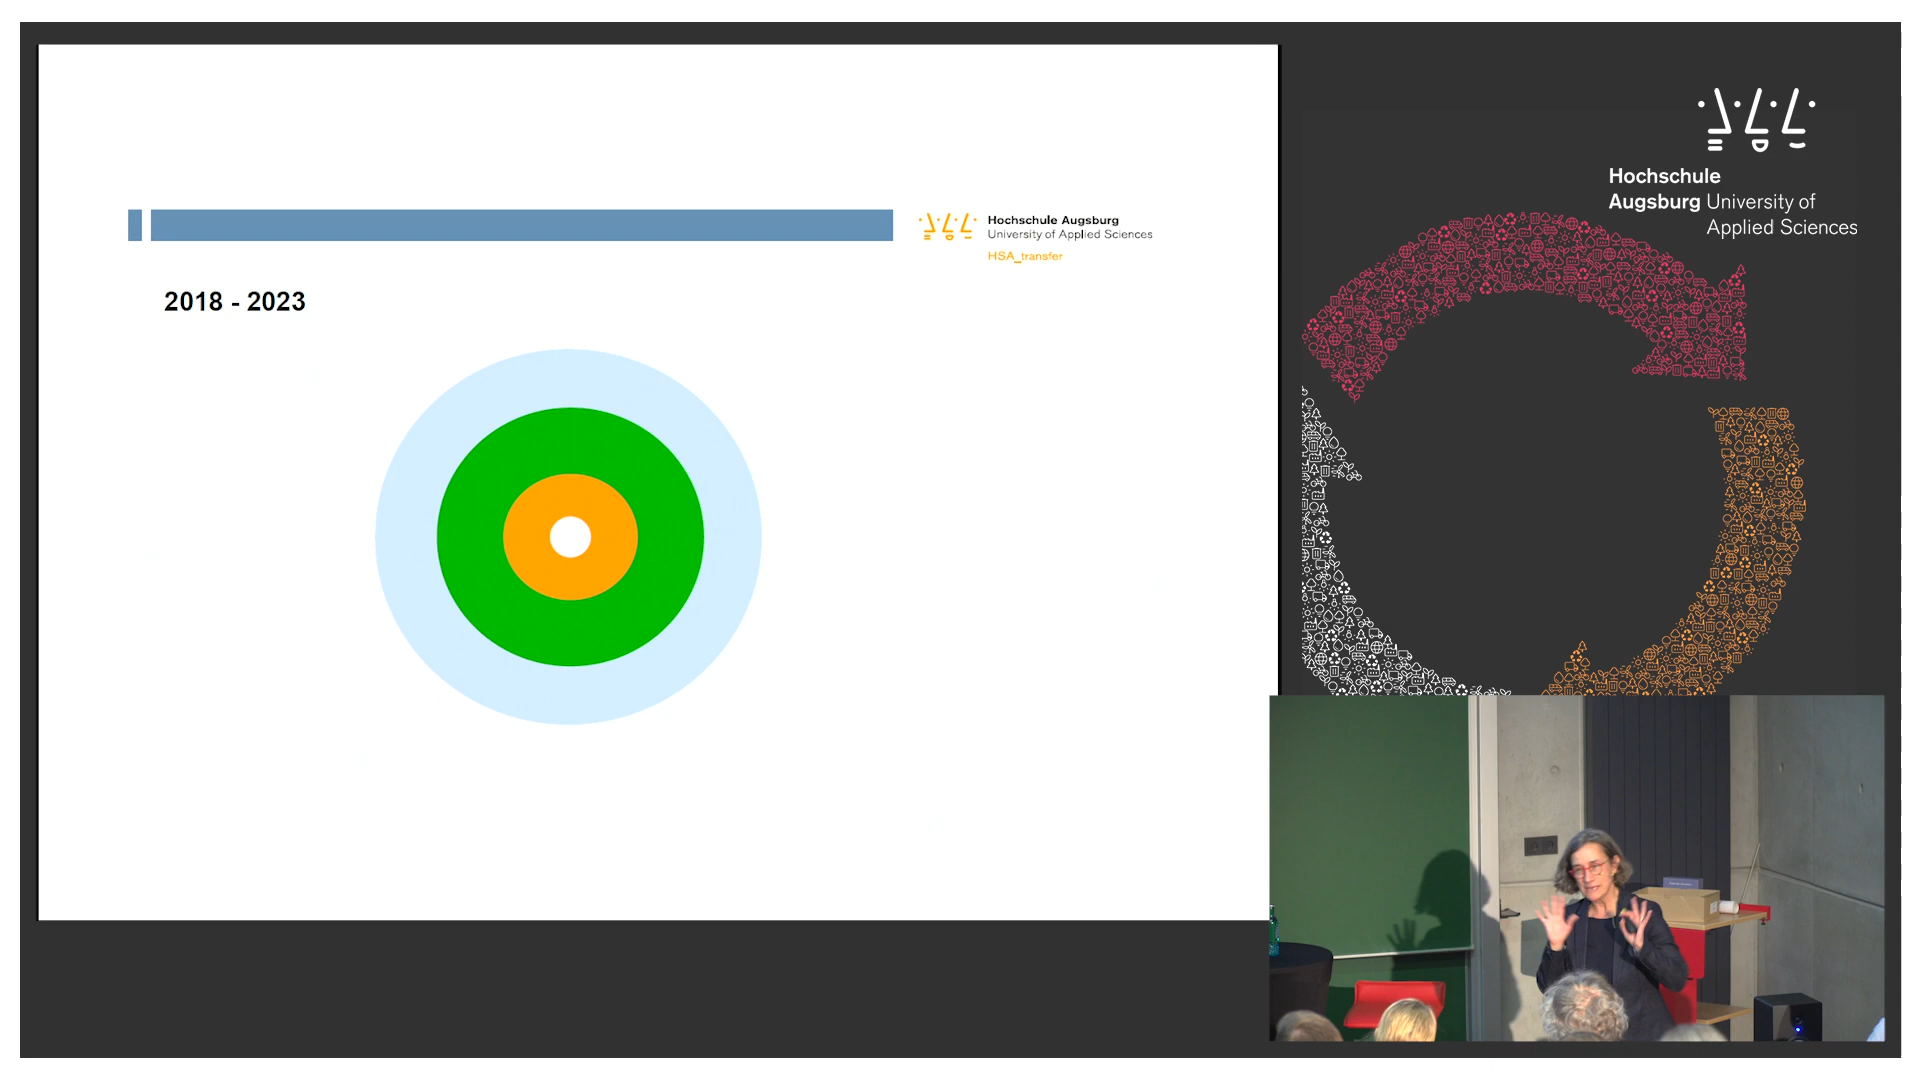 Hochschule Augsburg
University of Applied Sciences
HSA_transfer
2018 - 2023
Hochschule
Augsburg University of
Applied Sciences